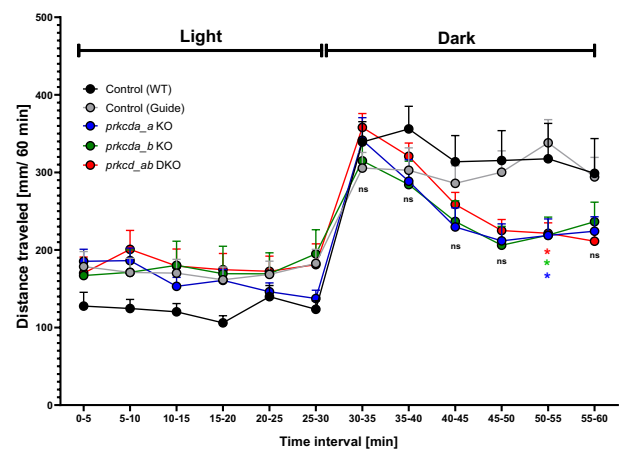 Light
Dark
500
400
300
200
100
0
Distance traveled [mm/ 60 min]
Control (WT)
Control (Guide)
prkcda_a KO
prkcda_b KO
prkcd_ab DKO
ns
ns
ns
ns
*
*
*
ns
0-5 5-10 10-15 15-20 20-25 25-30 30-35 35-40 40-45 45-50 50-55 55-60
Time interval [min]